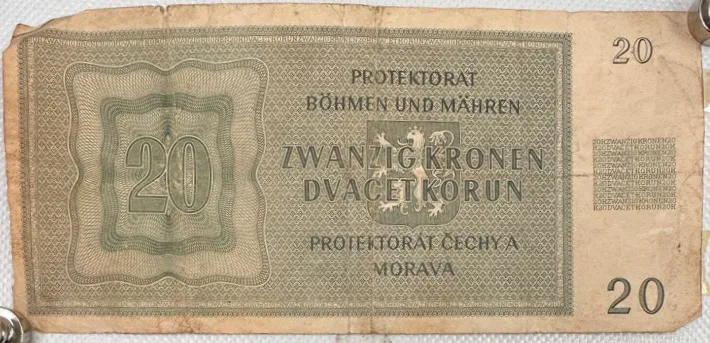 20
PROTEKTORAT
BÖHMEN UND MÄHREN
20
ZWANZIG KRONEN
DVACET KORUN
PROTEKTORÁT ČECHY A
MORAVA
20